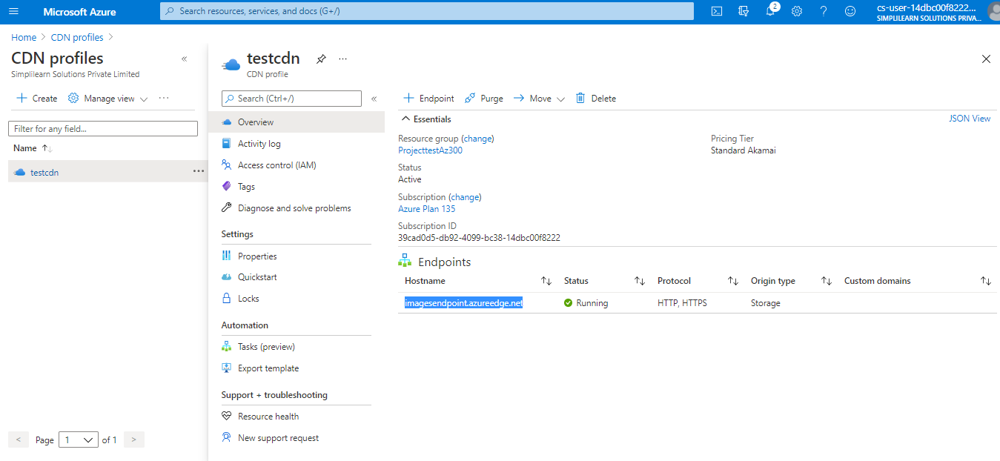 Microsoft Azure
Search resources, services, and docs (G+/)
2
cs-user-14dbc00f8222...
SIMPLILEARN SOLUTIONS PRIVA...
Home > CDN profiles >
CDN profiles
Simplilearn Solutions Private Limited
Create
Manage view
...
Filter for any field...
Name
testcdn
...
< Page 1 of 1 >
testcdn
...
CDN profile
Search (Ctrl+/)
Overview
Activity log
Access control (IAM)
Tags
Diagnose and solve problems
Settings
Properties
Quickstart
Locks
Automation
Tasks (preview)
Export template
Support + troubleshooting
Resource health
New support request
Endpoint Purge Move Delete
Essentials
JSON View
Resource group (change)
ProjecttestAz300
Status
Active
Subscription (change)
Azure Plan 135
Subscription ID
39cad0d5-db92-4099-bc38-14dbc00f8222
Pricing Tier
Standard Akamai
Endpoints
Hostname Status Protocol Origin type Custom domains
imagesendpoint.azureedge.net Running HTTP, HTTPS Storage